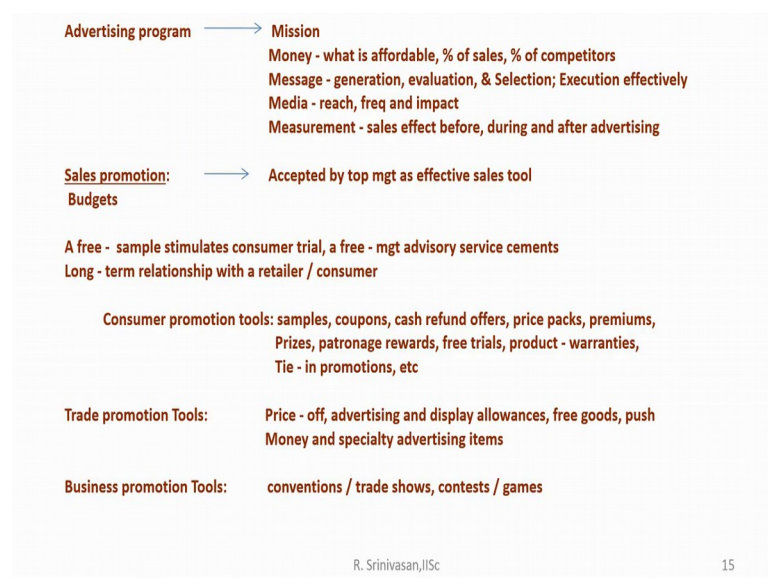 Advertising program Mission
Money - what is affordable, % of sales, % of competitors
Message - generation, evaluation, & Selection; Execution effectively
Media - reach, freq and impact
Measurement - sales effect before, during and after advertising
Sales promotion: Accepted by top mgt as effective sales tool
Budgets
A free - sample stimulates consumer trial, a free - mgt advisory service cements
Long - term relationship with a retailer / consumer
Consumer promotion tools: samples, coupons, cash refund offers, price packs, premiums,
Prizes, patronage rewards, free trials, product - warranties,
Tie - in promotions, etc
Trade promotion Tools: Price - off, advertising and display allowances, free goods, push
Money and specialty advertising items
Business promotion Tools: conventions / trade shows, contests / games
R. Srinivasan,IISc 15